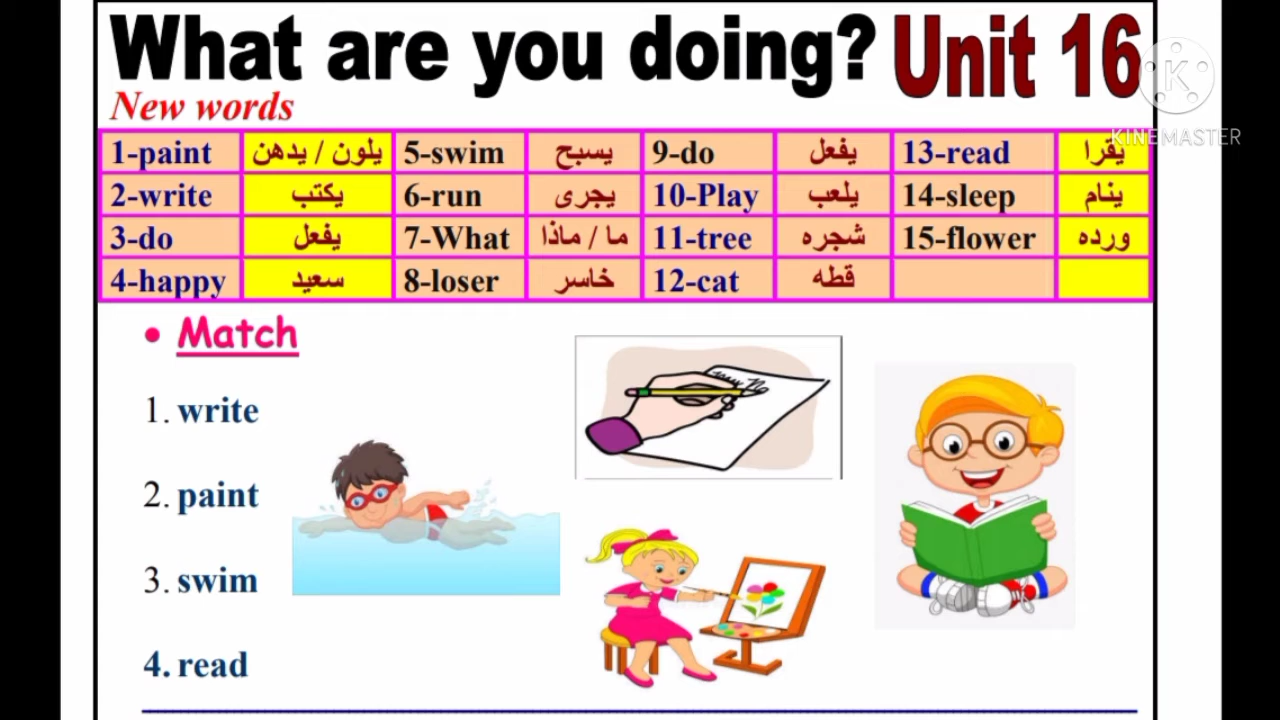 What are you doing? Unit 16
KINEMASTER
New words
1-paint يلون / يدهن 5-swim يسبح 9-do يفعل 13-read يقرا
2-write يكتب 6-run يجرى 10-Play يلعب 14-sleep ينام
3-do يفعل 7-What ما / ماذا 11-tree شجره 15-flower ورده
4-happy سعيد 8-loser خاسر 12-cat قطه
• Match
1. write
2. paint
3. swim
4. read